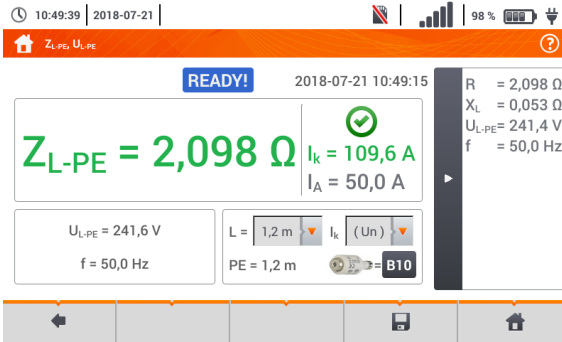 10:49:39 2018-07-21 98 %
ZL-PE, UL-PE ?
READY! 2018-07-21 10:49:15
ZL-PE = 2,098 Ω
Ik = 109,6 A
IA = 50,0 A
R = 2,098 Ω
XL = 0,053 Ω
UL-PE= 241,4 V
f = 50,0 Hz
UL-PE = 241,6 V
f = 50,0 Hz
L = 1,2 m Ik (Un)
PE = 1,2 m = B10